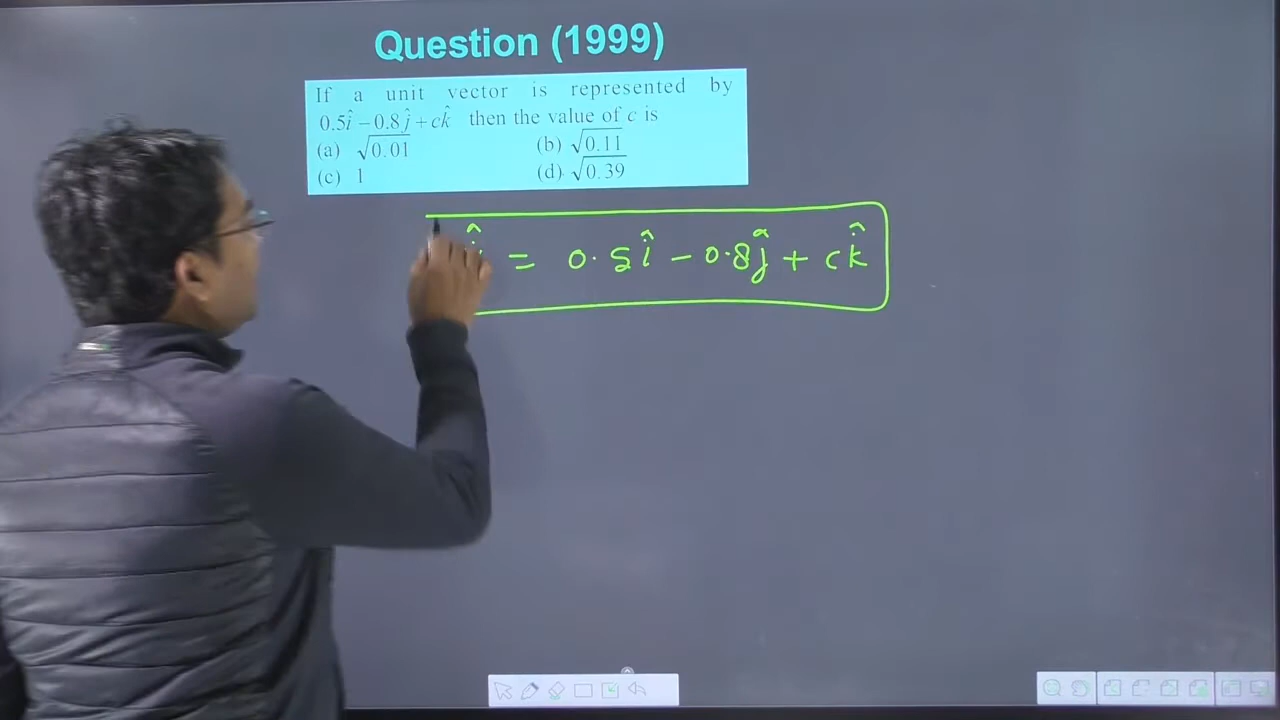 Question (1999)
If a unit vector is represented by
0.5î – 0.8ĵ + ck̂ then the value of c is
(a) √0.01 (b) √0.11
(c) 1 (d) √0.39
= 0.5î – 0.8ĵ + ck̂